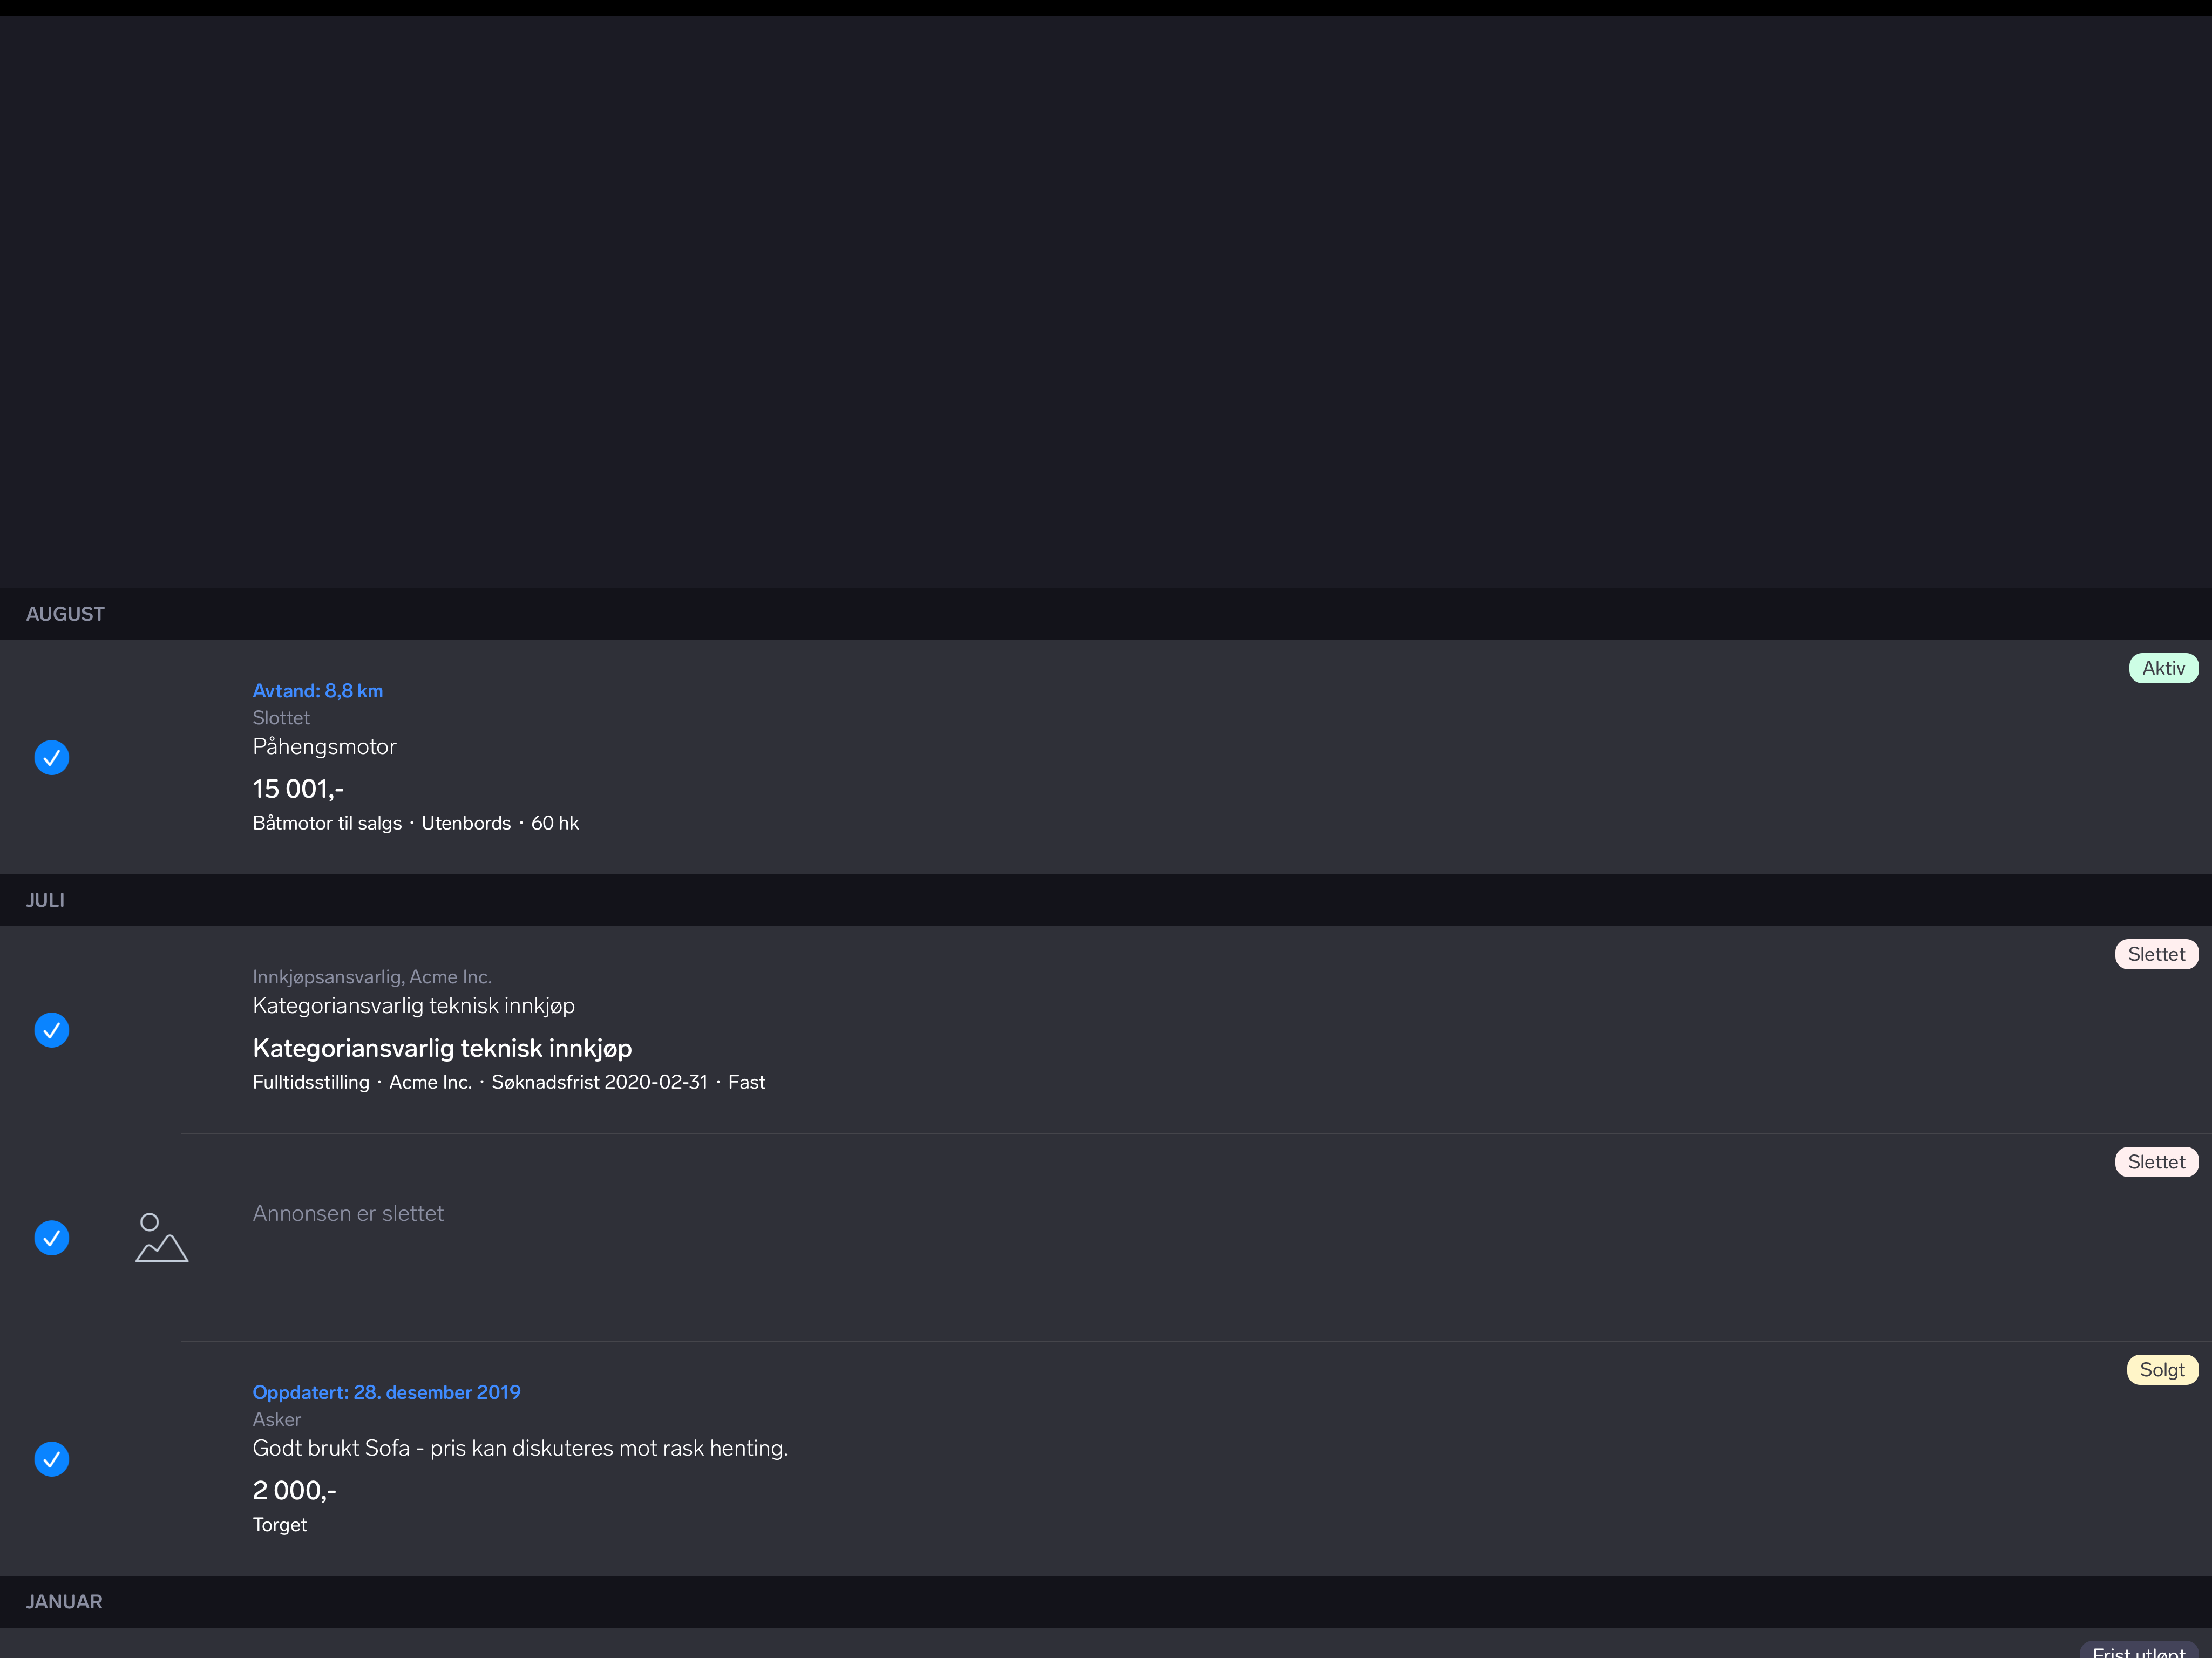 AUGUST
Aktiv
Avtand: 8,8 km
Slottet
Påhengsmotor
15 001,-
Båtmotor til salgs · Utenbords · 60 hk
JULI
Slettet
Innkjøpsansvarlig, Acme Inc.
Kategoriansvarlig teknisk innkjøp
Kategoriansvarlig teknisk innkjøp
Fulltidsstilling · Acme Inc. · Søknadsfrist 2020-02-31 · Fast
Slettet
Annonsen er slettet
Solgt
Oppdatert: 28. desember 2019
Asker
Godt brukt Sofa - pris kan diskuteres mot rask henting.
2 000,-
Torget
JANUAR
Frist utløpt